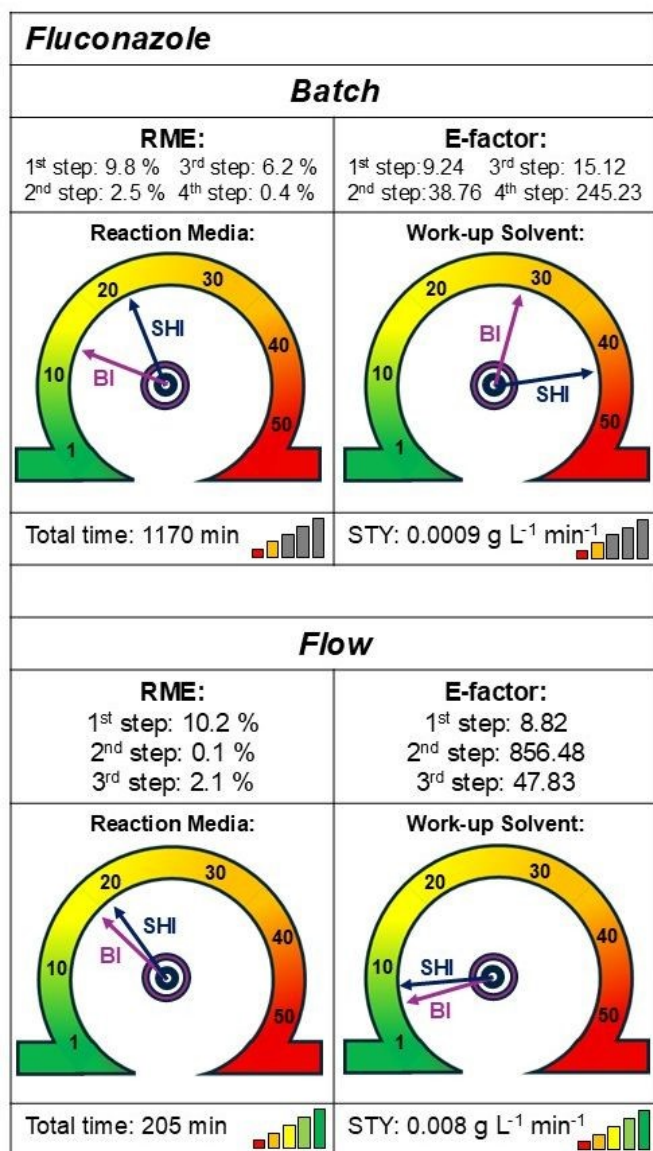 Fluconazole
Batch
RME:
1st step: 9.8 % 3rd step: 6.2 %
2nd step: 2.5 % 4th step: 0.4 %
E-factor:
1st step:9.24 3rd step: 15.12
2nd step:38.76 4th step: 245.23
Reaction Media:
1
10
20
30
40
50
SHI
BI
Work-up Solvent:
1
10
20
30
40
50
BI
SHI
Total time: 1170 min
STY: 0.0009 g L-1 min-1
Flow
RME:
1st step: 10.2 %
2nd step: 0.1 %
3rd step: 2.1 %
E-factor:
1st step: 8.82
2nd step: 856.48
3rd step: 47.83
Reaction Media:
1
10
20
30
40
50
SHI
BI
Work-up Solvent:
1
10
20
30
40
50
SHI
BI
Total time: 205 min
STY: 0.008 g L-1 min-1